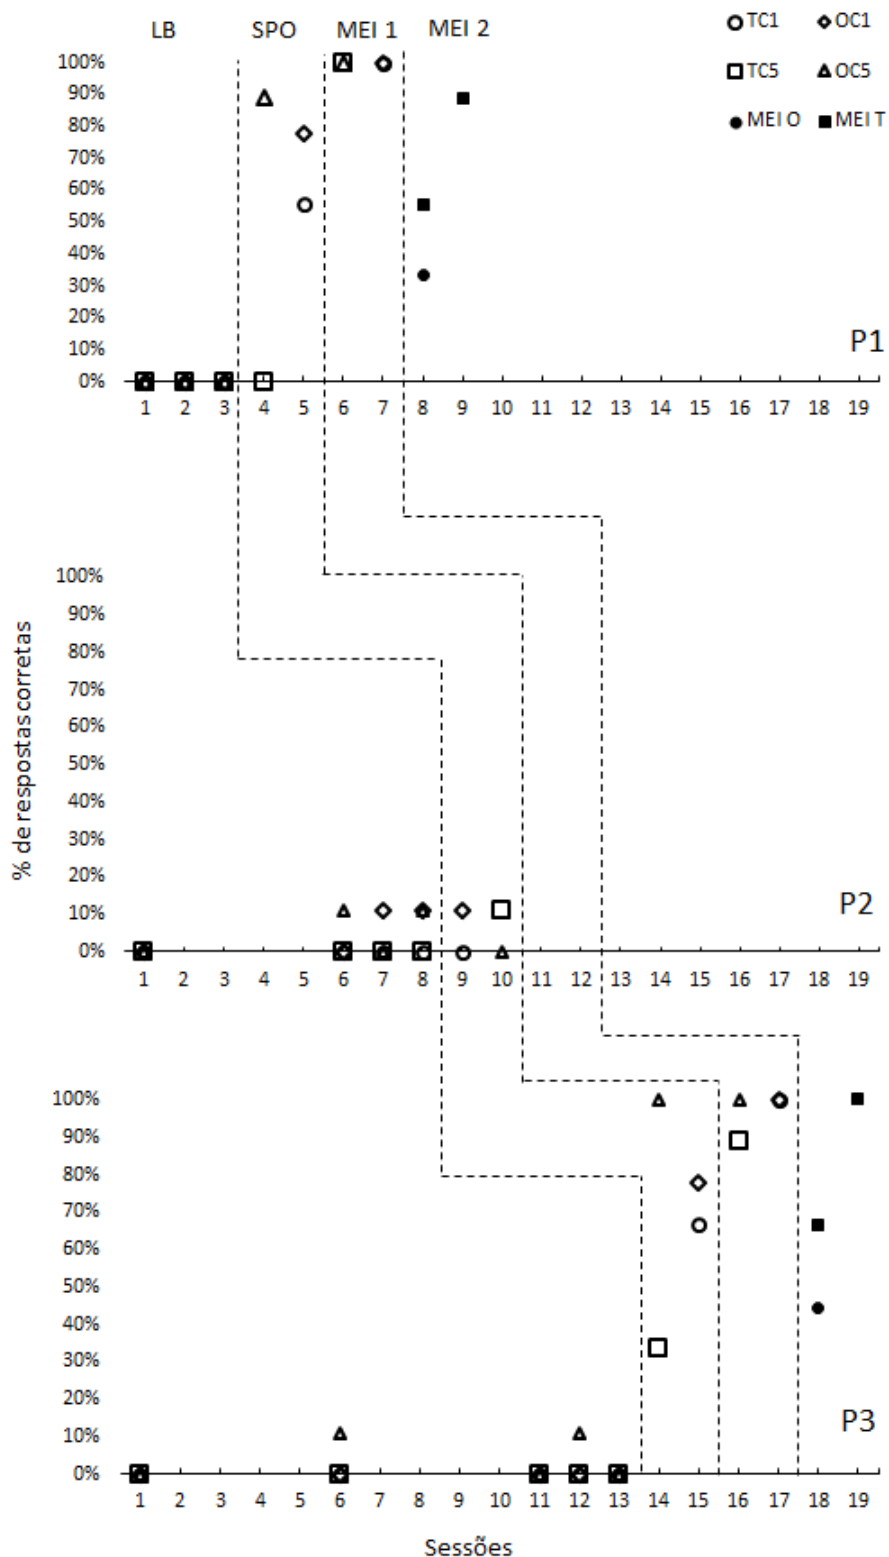 LB SPO MEI 1 MEI 2
TC1 OC1
TC5 OC5
MEI O MEI T
100%
90%
80%
70%
60%
50%
40%
30%
20%
10%
0%
P1
1 2 3 4 5 6 7 8 9 10 11 12 13 14 15 16 17 18 19
% de respostas corretas
100%
90%
80%
70%
60%
50%
40%
30%
20%
10%
0%
P2
1 2 3 4 5 6 7 8 9 10 11 12 13 14 15 16 17 18 19
100%
90%
80%
70%
60%
50%
40%
30%
20%
10%
0%
P3
1 2 3 4 5 6 7 8 9 10 11 12 13 14 15 16 17 18 19
Sessões